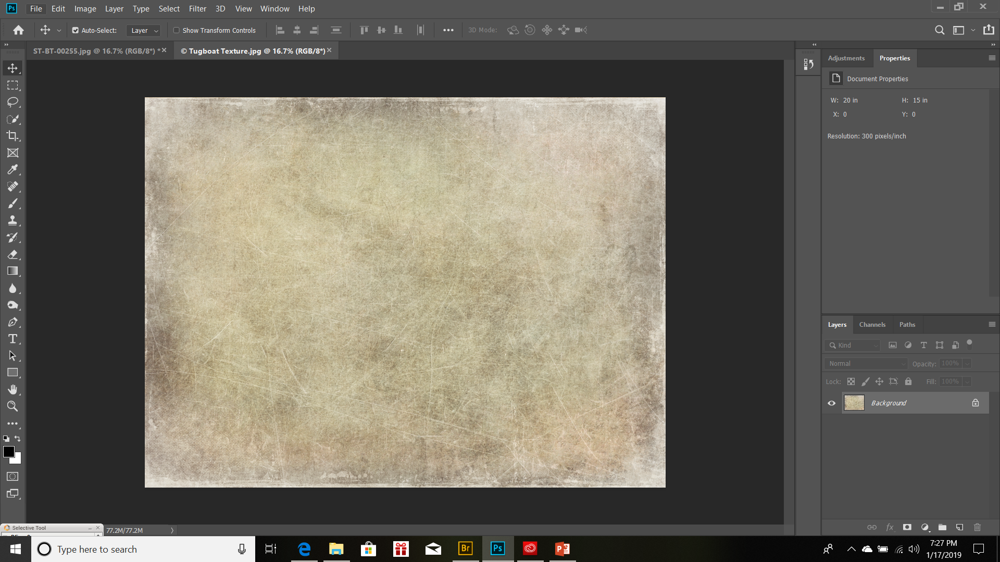 Ps File Edit Image Layer Type Select Filter 3D View Window Help
Auto-Select: Layer Show Transform Controls 3D Mode:
ST-BT-00255.jpg @ 16.7% (RGB/8*) * × © Tugboat Texture.jpg @ 16.7% (RGB/8*) ×
Adjustments Properties
Document Properties
W: 20 in H: 15 in
X: 0 Y: 0
Resolution: 300 pixels/inch
Layers Channels Paths
Kind
Normal Opacity: 100%
Lock: Fill: 100%
Background
fx
Selective Tool
77.2M/77.2M
Type here to search
Br Ps P
7:27 PM
1/17/2019